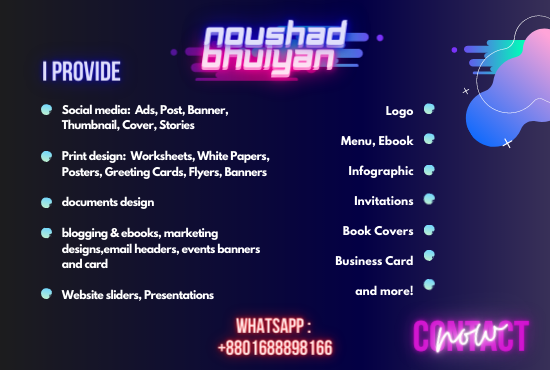 noushad
bhuiyan
I PROVIDE
Social media: Ads, Post, Banner,
Thumbnail, Cover, Stories
Print design: Worksheets, White Papers,
Posters, Greeting Cards, Flyers, Banners
documents design
blogging & ebooks, marketing
designs,email headers, events banners
and card
Website sliders, Presentations
Logo
Menu, Ebook
Infographic
Invitations
Book Covers
Business Card
and more!
WHATSAPP :
+8801688898166
CONTACT
now